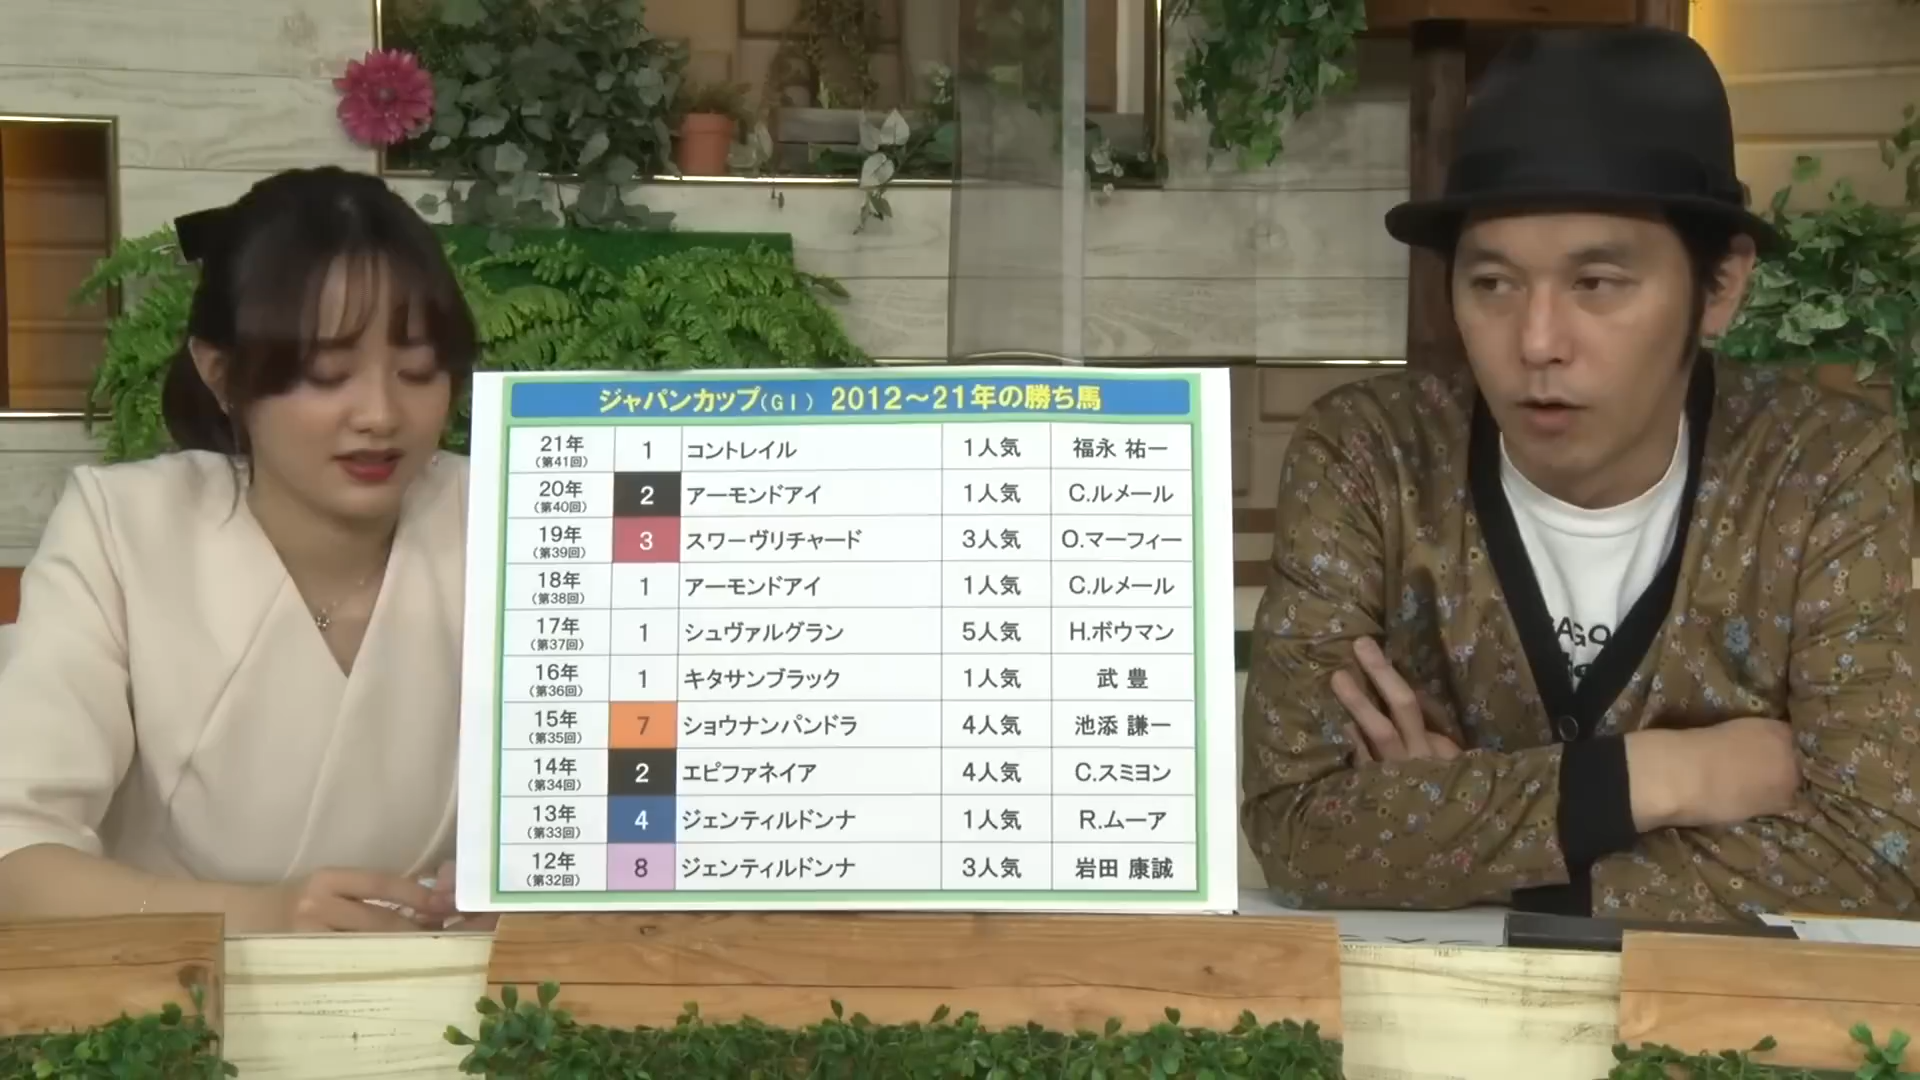 ジャパンカップ(GⅠ) 2012～21年の勝ち馬
21年 (第41回) 1 コントレイル 1人気 福永 祐一
20年 (第40回) 2 アーモンドアイ 1人気 C.ルメール
19年 (第39回) 3 スワーヴリチャード 3人気 O.マーフィー
18年 (第38回) 1 アーモンドアイ 1人気 C.ルメール
17年 (第37回) 1 シュヴァルグラン 5人気 H.ボウマン
16年 (第36回) 1 キタサンブラック 1人気 武 豊
15年 (第35回) 7 ショウナンパンドラ 4人気 池添 謙一
14年 (第34回) 2 エピファネイア 4人気 C.スミヨン
13年 (第33回) 4 ジェンティルドンナ 1人気 R.ムーア
12年 (第32回) 8 ジェンティルドンナ 3人気 岩田 康誠